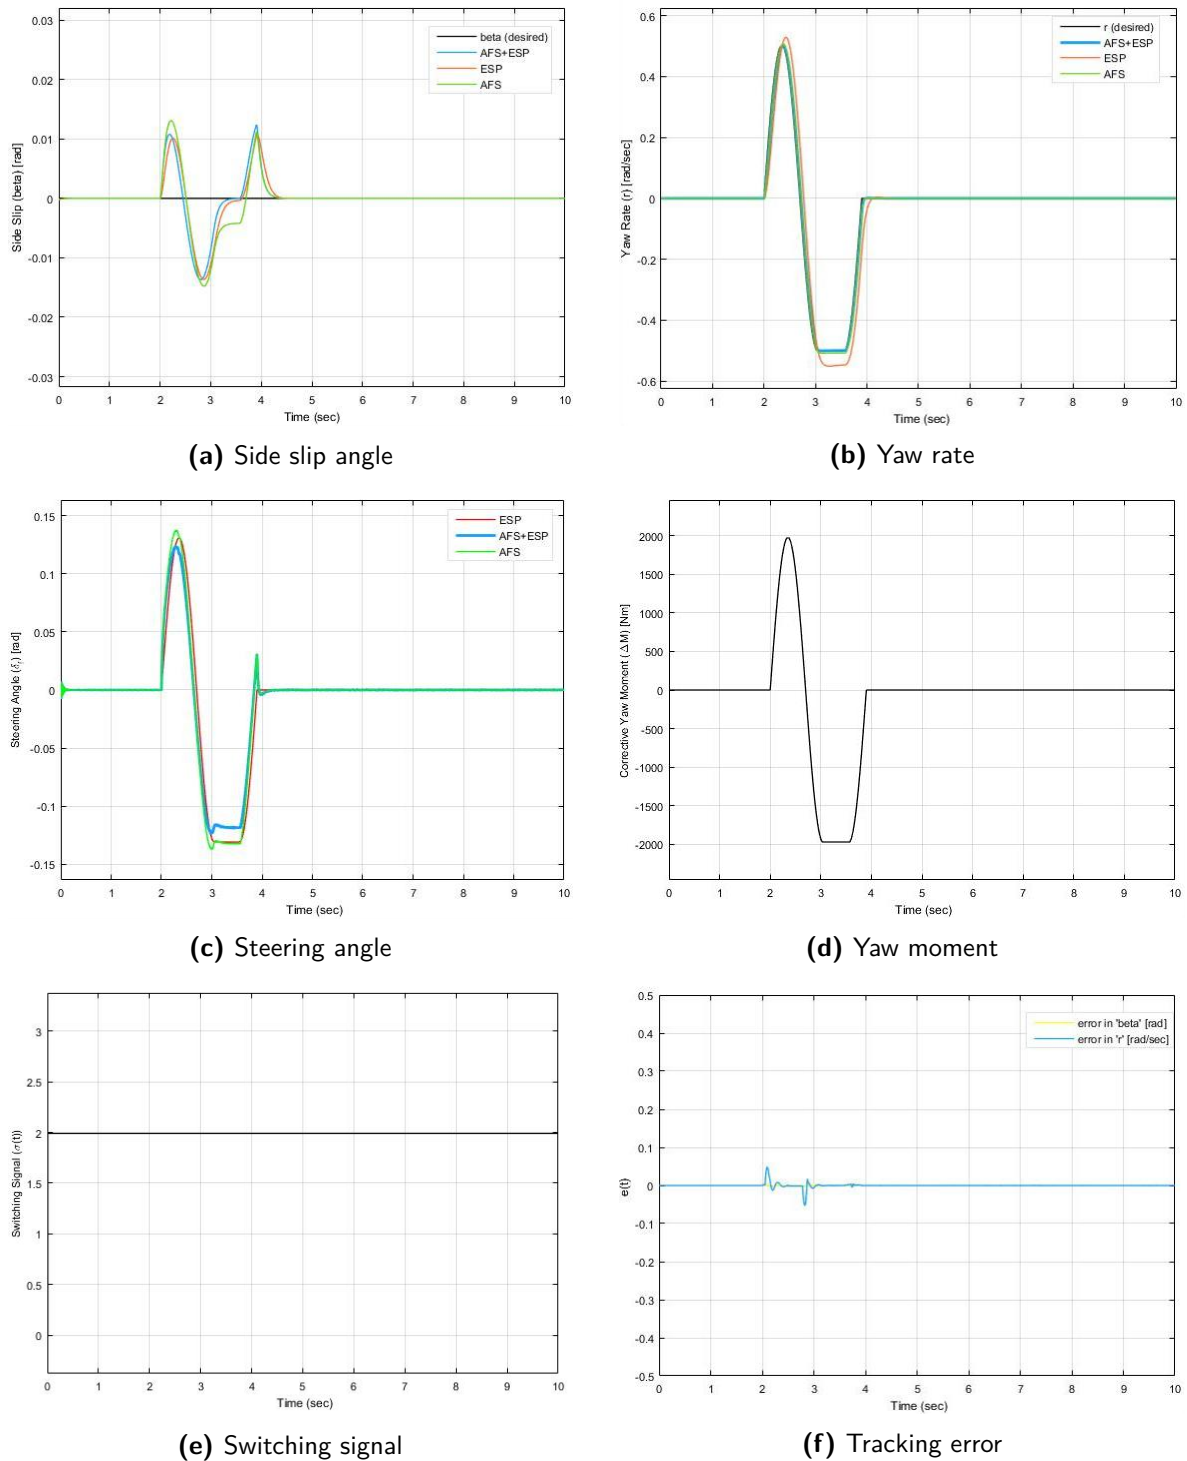 0.03
0.02
0.01
0
-0.01
-0.02
-0.03
Side Slip (beta) [rad]
beta (desired)
AFS+ESP
ESP
AFS
0 1 2 3 4 5 6 7 8 9 10
Time (sec)
(a) Side slip angle
0.6
0.4
0.2
0
-0.2
-0.4
-0.6
Yaw Rate (r) [rad/sec]
r (desired)
AFS+ESP
ESP
AFS
0 1 2 3 4 5 6 7 8 9 10
Time (sec)
(b) Yaw rate
0.15
0.1
0.05
0
-0.05
-0.1
-0.15
Steering Angle (δ) [rad]
ESP
AFS+ESP
AFS
0 1 2 3 4 5 6 7 8 9 10
Time (sec)
(c) Steering angle
2000
1500
1000
500
0
-500
-1000
-1500
-2000
Corrective Yaw Moment (ΔM) [Nm]
0 1 2 3 4 5 6 7 8 9 10
Time (sec)
(d) Yaw moment
3
2.5
2
1.5
1
0.5
0
Switching Signal (σ(t))
0 1 2 3 4 5 6 7 8 9 10
Time (sec)
(e) Switching signal
0.5
0.4
0.3
0.2
0.1
0
-0.1
-0.2
-0.3
-0.4
-0.5
e(t)
error in 'beta' [rad]
error in 'r' [rad/sec]
0 1 2 3 4 5 6 7 8 9 10
Time (sec)
(f) Tracking error